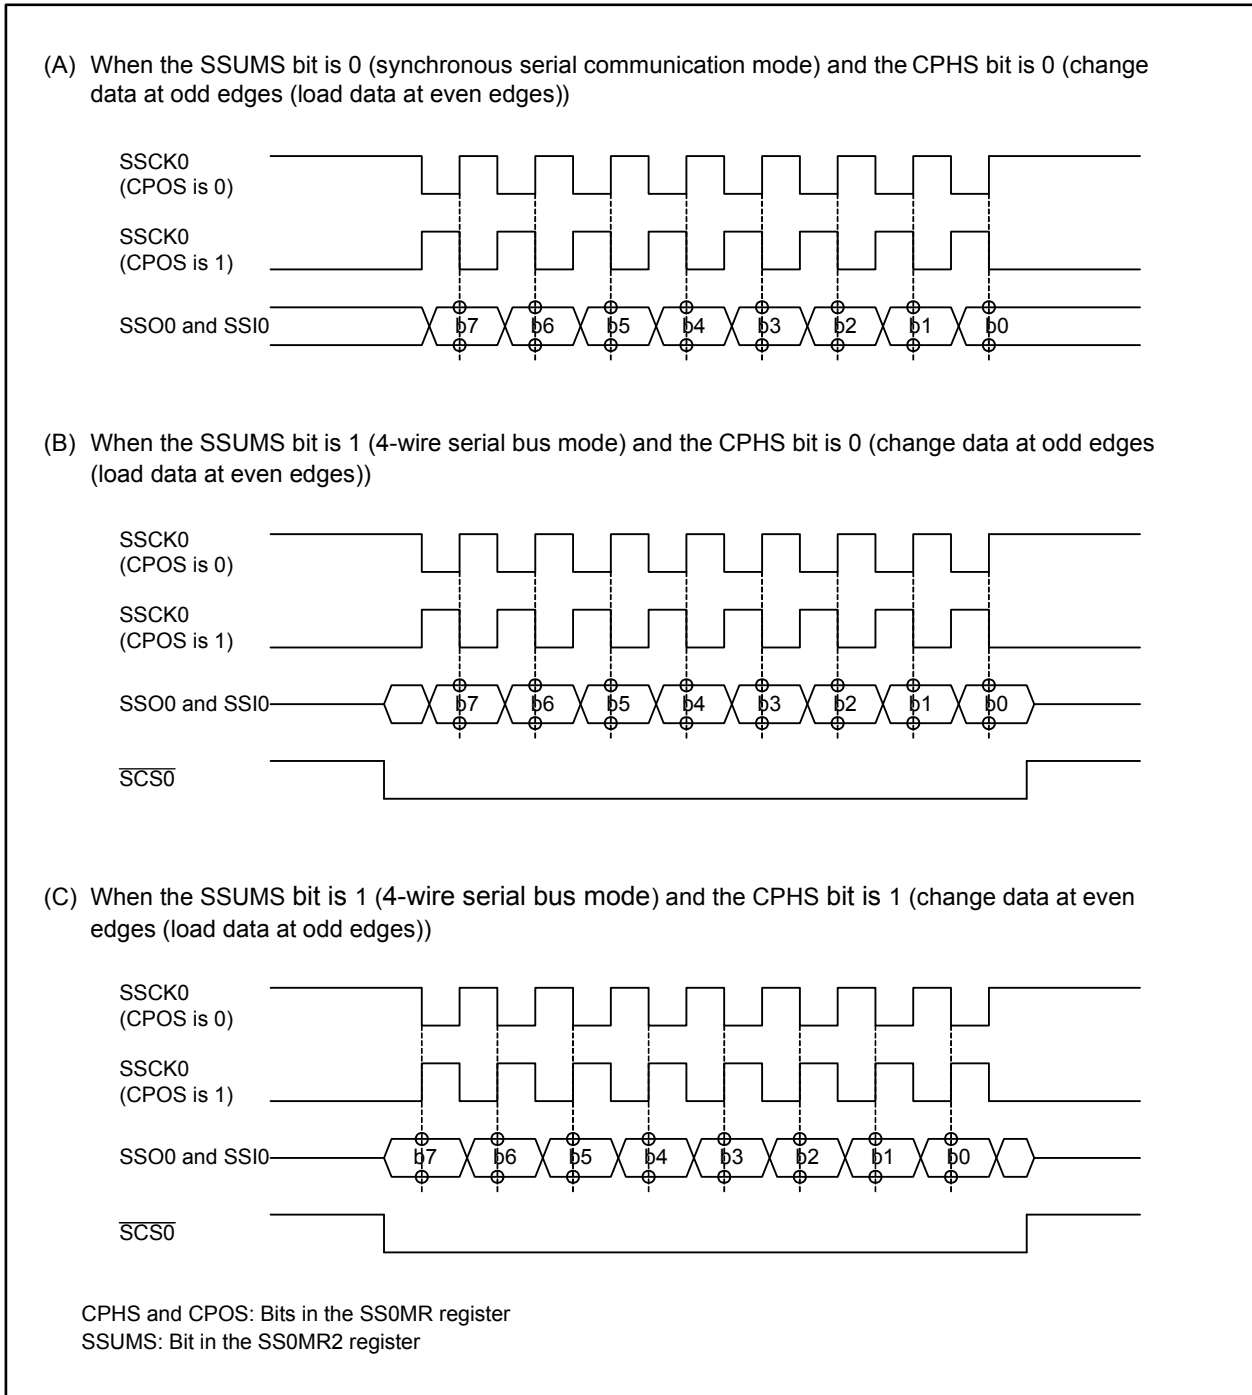 (A) When the SSUMS bit is 0 (synchronous serial communication mode) and the CPHS bit is 0 (change
data at odd edges (load data at even edges))
SSCK0
(CPOS is 0)
SSCK0
(CPOS is 1)
SSO0 and SSI0 b7 b6 b5 b4 b3 b2 b1 b0
(B) When the SSUMS bit is 1 (4-wire serial bus mode) and the CPHS bit is 0 (change data at odd edges
(load data at even edges))
SSCK0
(CPOS is 0)
SSCK0
(CPOS is 1)
SSO0 and SSI0 b7 b6 b5 b4 b3 b2 b1 b0
SCS0
(C) When the SSUMS bit is 1 (4-wire serial bus mode) and the CPHS bit is 1 (change data at even
edges (load data at odd edges))
SSCK0
(CPOS is 0)
SSCK0
(CPOS is 1)
SSO0 and SSI0 b7 b6 b5 b4 b3 b2 b1 b0
SCS0
CPHS and CPOS: Bits in the SS0MR register
SSUMS: Bit in the SS0MR2 register